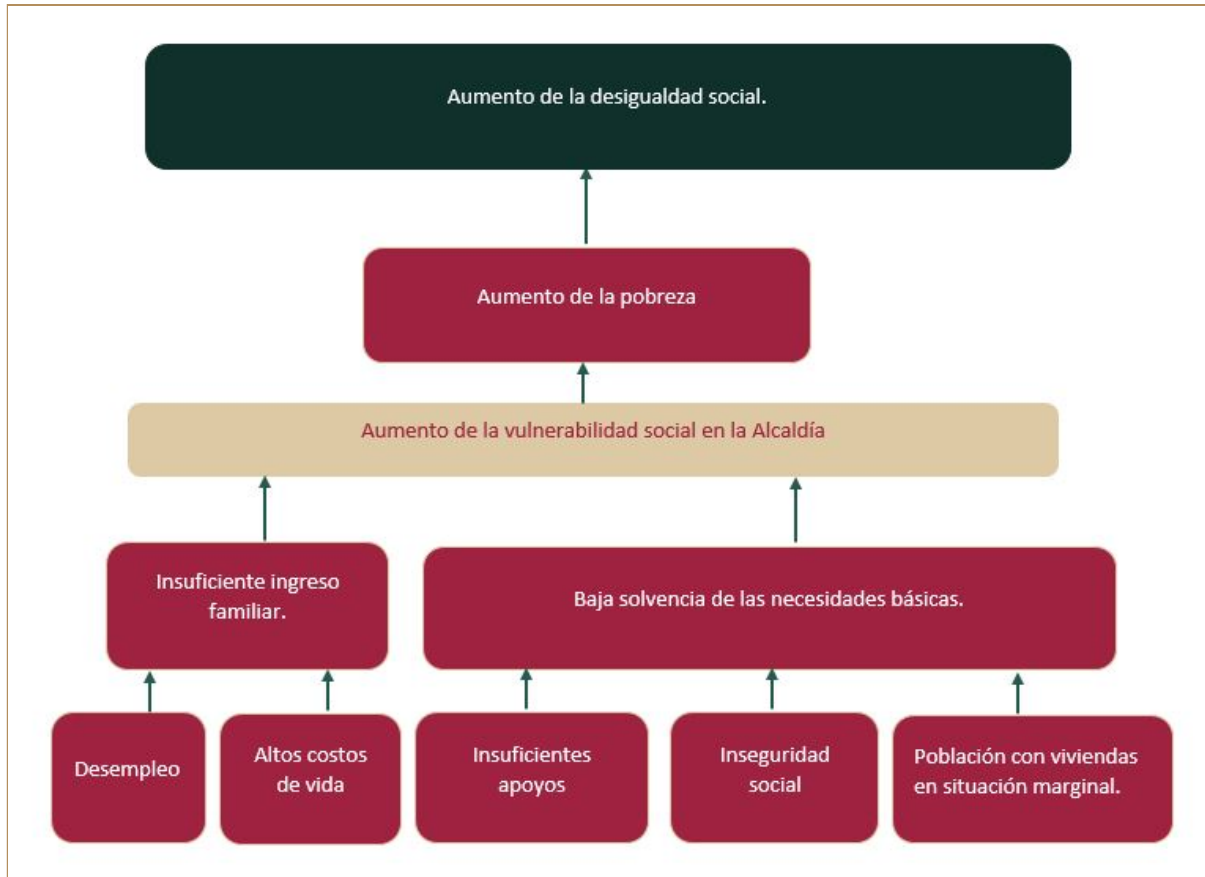 Aumento de la desigualdad social.
Aumento de la pobreza
Aumento de la vulnerabilidad social en la Alcaldía
Insuficiente ingreso
familiar.
Baja solvencia de las necesidades básicas.
Desempleo
Altos costos
de vida
Insuficientes
apoyos
Inseguridad
social
Población con viviendas
en situación marginal.